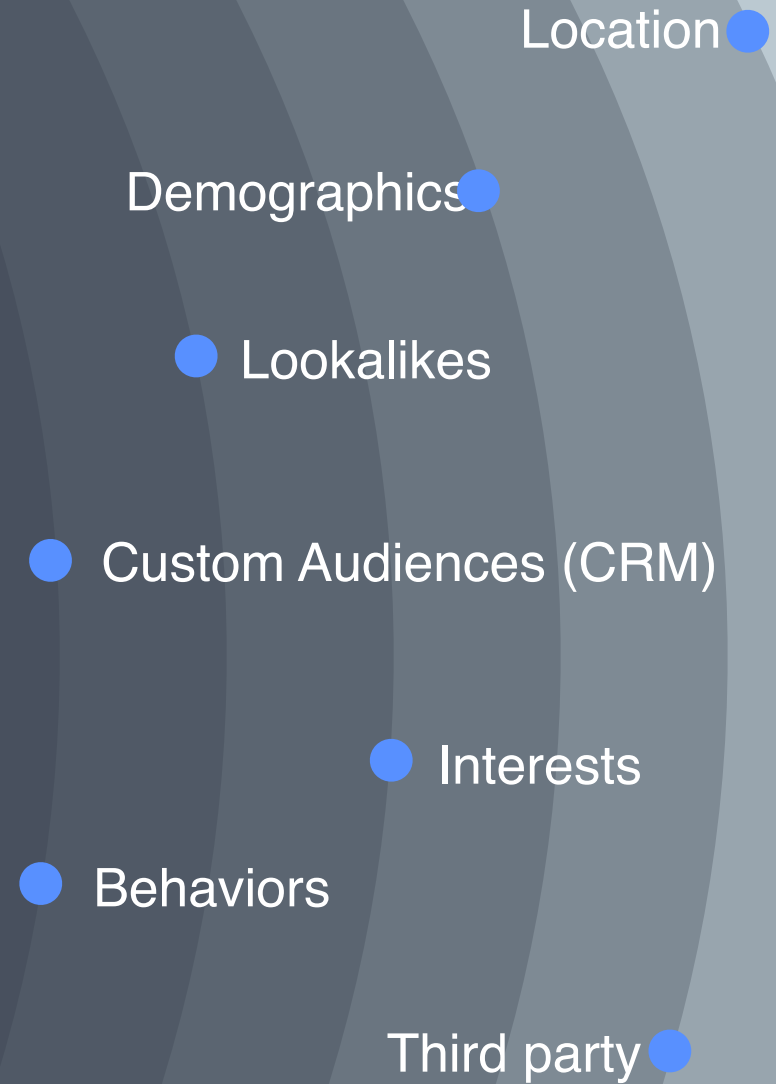 Location
Demographics
Lookalikes
Custom Audiences (CRM)
Interests
Behaviors
Third party